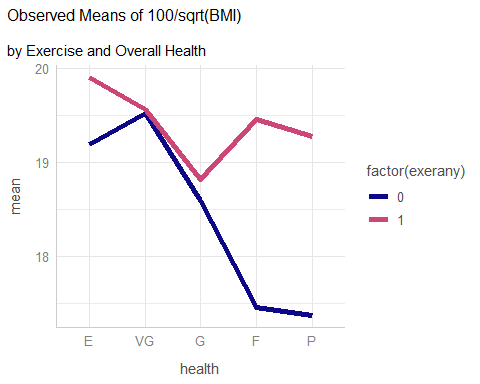 Observed Means of 100/sqrt(BMI)
by Exercise and Overall Health
20
19
18
mean
E VG G F P
health
factor(exerany)
0
1